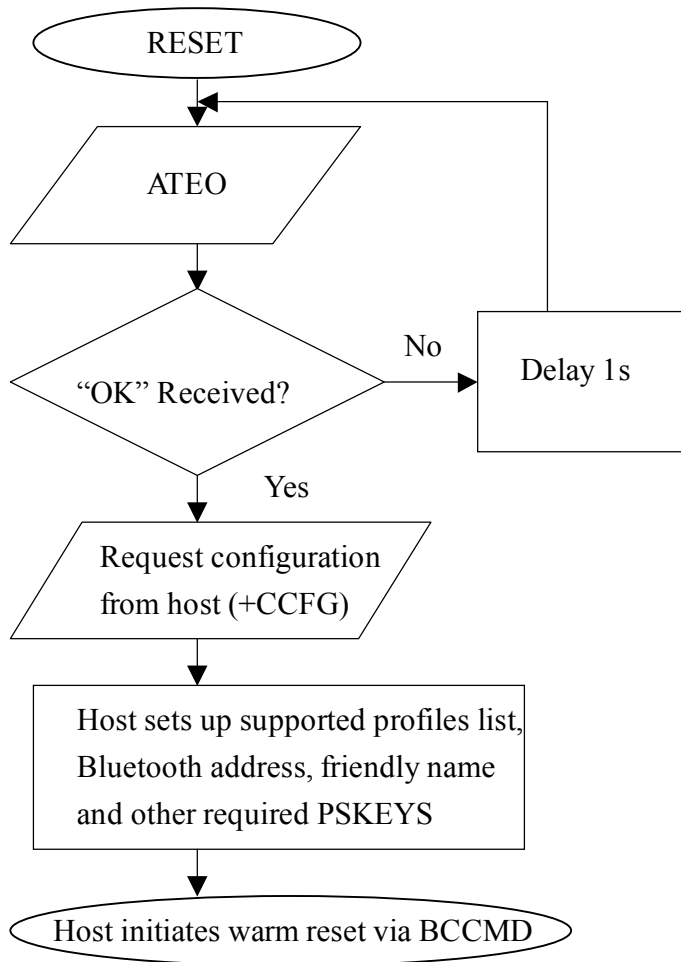 RESET
ATEO
“OK” Received?
No
Delay 1s
Yes
Request configuration
from host (+CCFG)
Host sets up supported profiles list,
Bluetooth address, friendly name
and other required PSKEYS
Host initiates warm reset via BCCMD